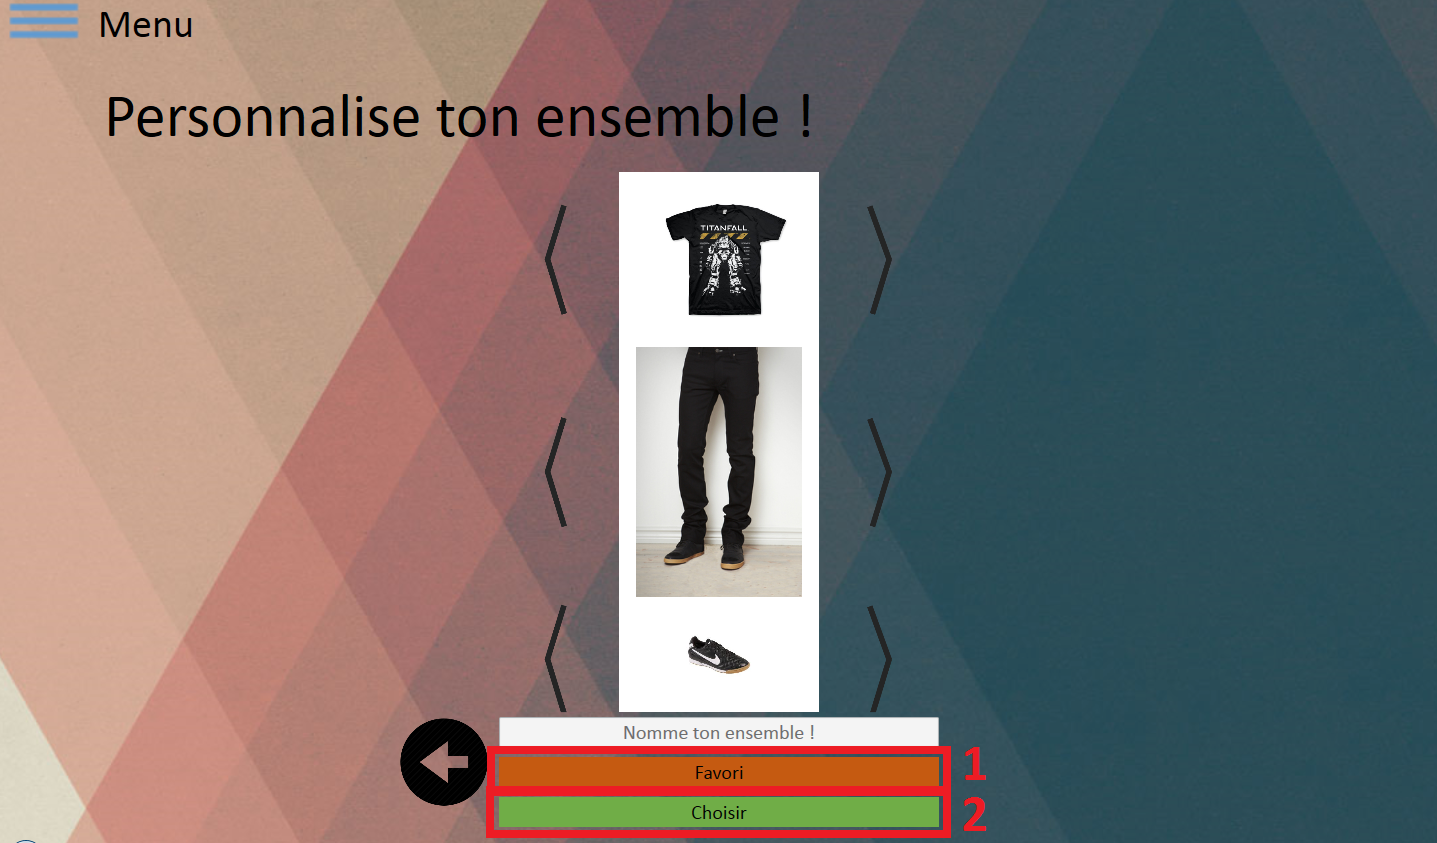 Menu
Personnalise ton ensemble !
TITANFALL
Nomme ton ensemble !
Favori
1
Choisir
2